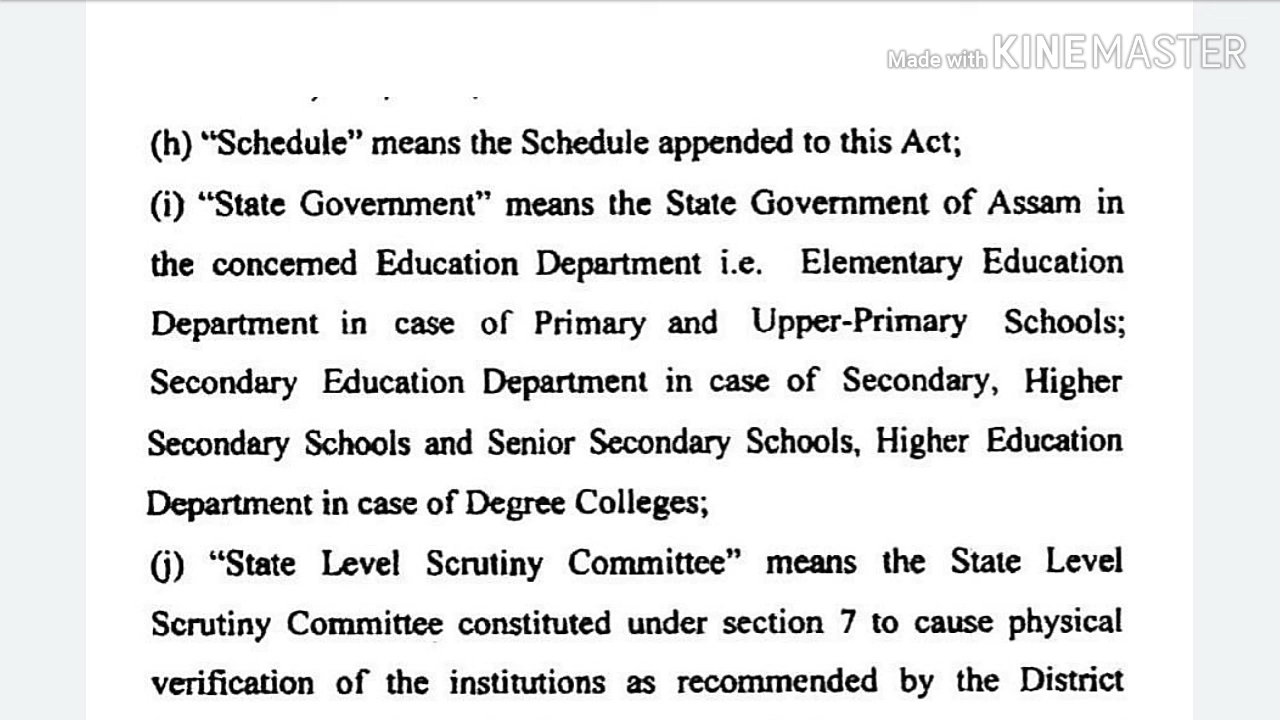 Made with KINEMASTER
(h) “Schedule” means the Schedule appended to this Act;
(i) “State Government” means the State Government of Assam in
the concerned Education Department i.e. Elementary Education
Department in case of Primary and Upper-Primary Schools;
Secondary Education Department in case of Secondary, Higher
Secondary Schools and Senior Secondary Schools, Higher Education
Department in case of Degree Colleges;
(j) “State Level Scrutiny Committee” means the State Level
Scrutiny Committee constituted under section 7 to cause physical
verification of the institutions as recommended by the District